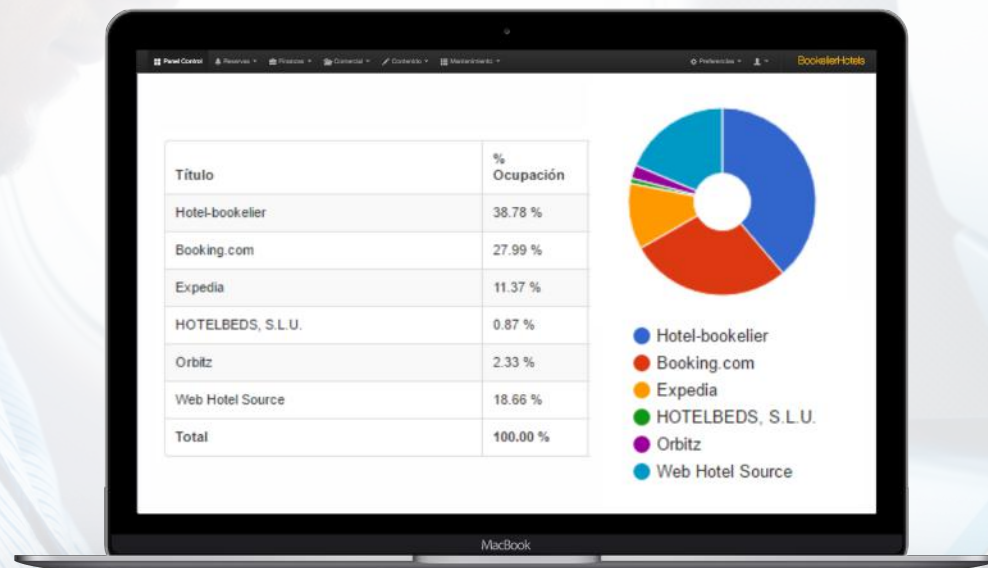 Panel Control Reservas Finanzas Comercial Contenido Mantenimiento Preferencias BookelierHotels
Título % Ocupación
Hotel-bookelier 38.78 %
Booking.com 27.99 %
Expedia 11.37 %
HOTELBEDS, S.L.U. 0.87 %
Orbitz 2.33 %
Web Hotel Source 18.66 %
Total 100.00 %
Hotel-bookelier
Booking.com
Expedia
HOTELBEDS, S.L.U.
Orbitz
Web Hotel Source
MacBook